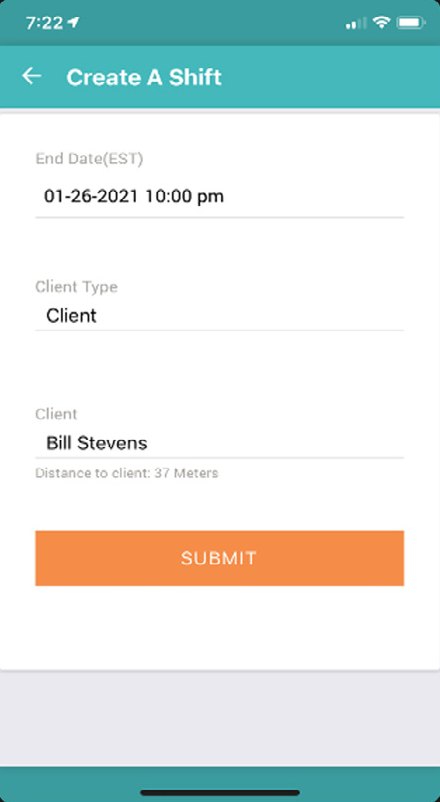 7:22
Create A Shift
End Date(EST)
01-26-2021 10:00 pm
Client Type
Client
Client
Bill Stevens
Distance to client: 37 Meters
SUBMIT